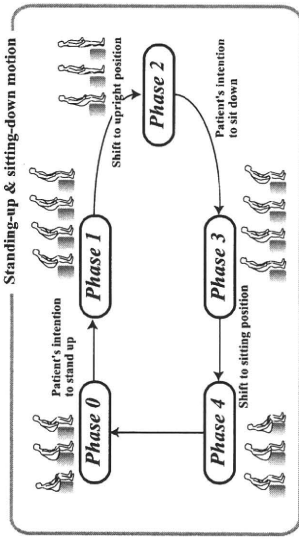 Standing-up & sitting-down motion
Phase 0
Patient's intention
to stand up
Phase 1
Shift to upright position
Phase 2
Patient's intention
to sit down
Phase 3
Shift to sitting position
Phase 4